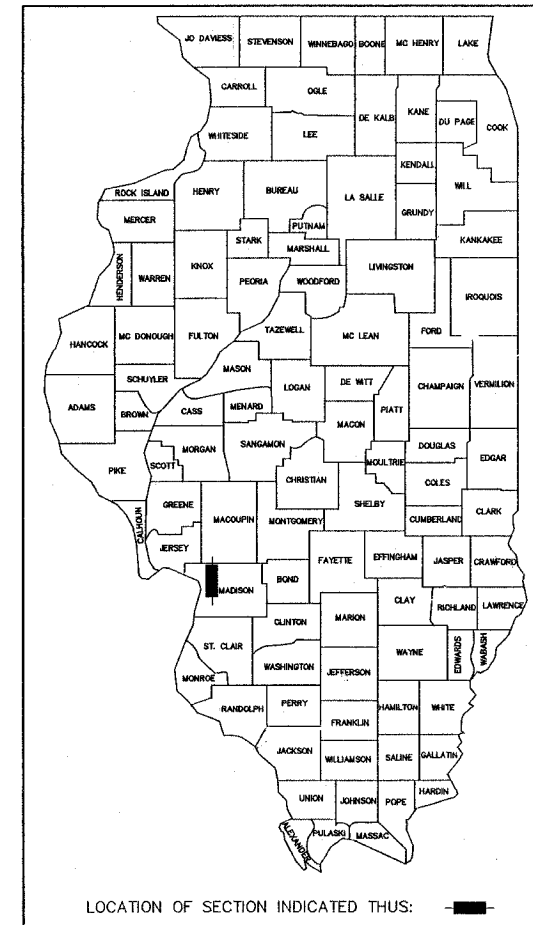 JO DAVIESS STEVENSON WINNEBAGO BOONE MC HENRY LAKE
CARROLL OGLE DE KALB KANE DU PAGE COOK
WHITESIDE LEE KENDALL WILL
ROCK ISLAND HENRY BUREAU LA SALLE GRUNDY
MERCER STARK PUTNAM KANKAKEE
MARSHALL LIVINGSTON
HENDERSON WARREN KNOX PEORIA WOODFORD IROQUOIS
HANCOCK MC DONOUGH FULTON TAZEWELL MC LEAN FORD
SCHUYLER MASON LOGAN DE WITT CHAMPAIGN VERMILION
ADAMS BROWN CASS MENARD MACON PIATT
PIKE SCOTT MORGAN SANGAMON MOULTRIE DOUGLAS EDGAR
CHRISTIAN COLES
CALHOUN GREENE MACOUPIN MONTGOMERY SHELBY CUMBERLAND CLARK
JERSEY FAYETTE EFFINGHAM JASPER CRAWFORD
MADISON BOND CLAY RICHLAND LAWRENCE
CLINTON MARION
ST. CLAIR WASHINGTON WAYNE EDWARDS WABASH
MONROE JEFFERSON
RANDOLPH PERRY HAMILTON WHITE
FRANKLIN
JACKSON WILLIAMSON SALINE GALLATIN
UNION JOHNSON POPE HARDIN
ALEXANDER PULASKI MASSAC
LOCATION OF SECTION INDICATED THUS: